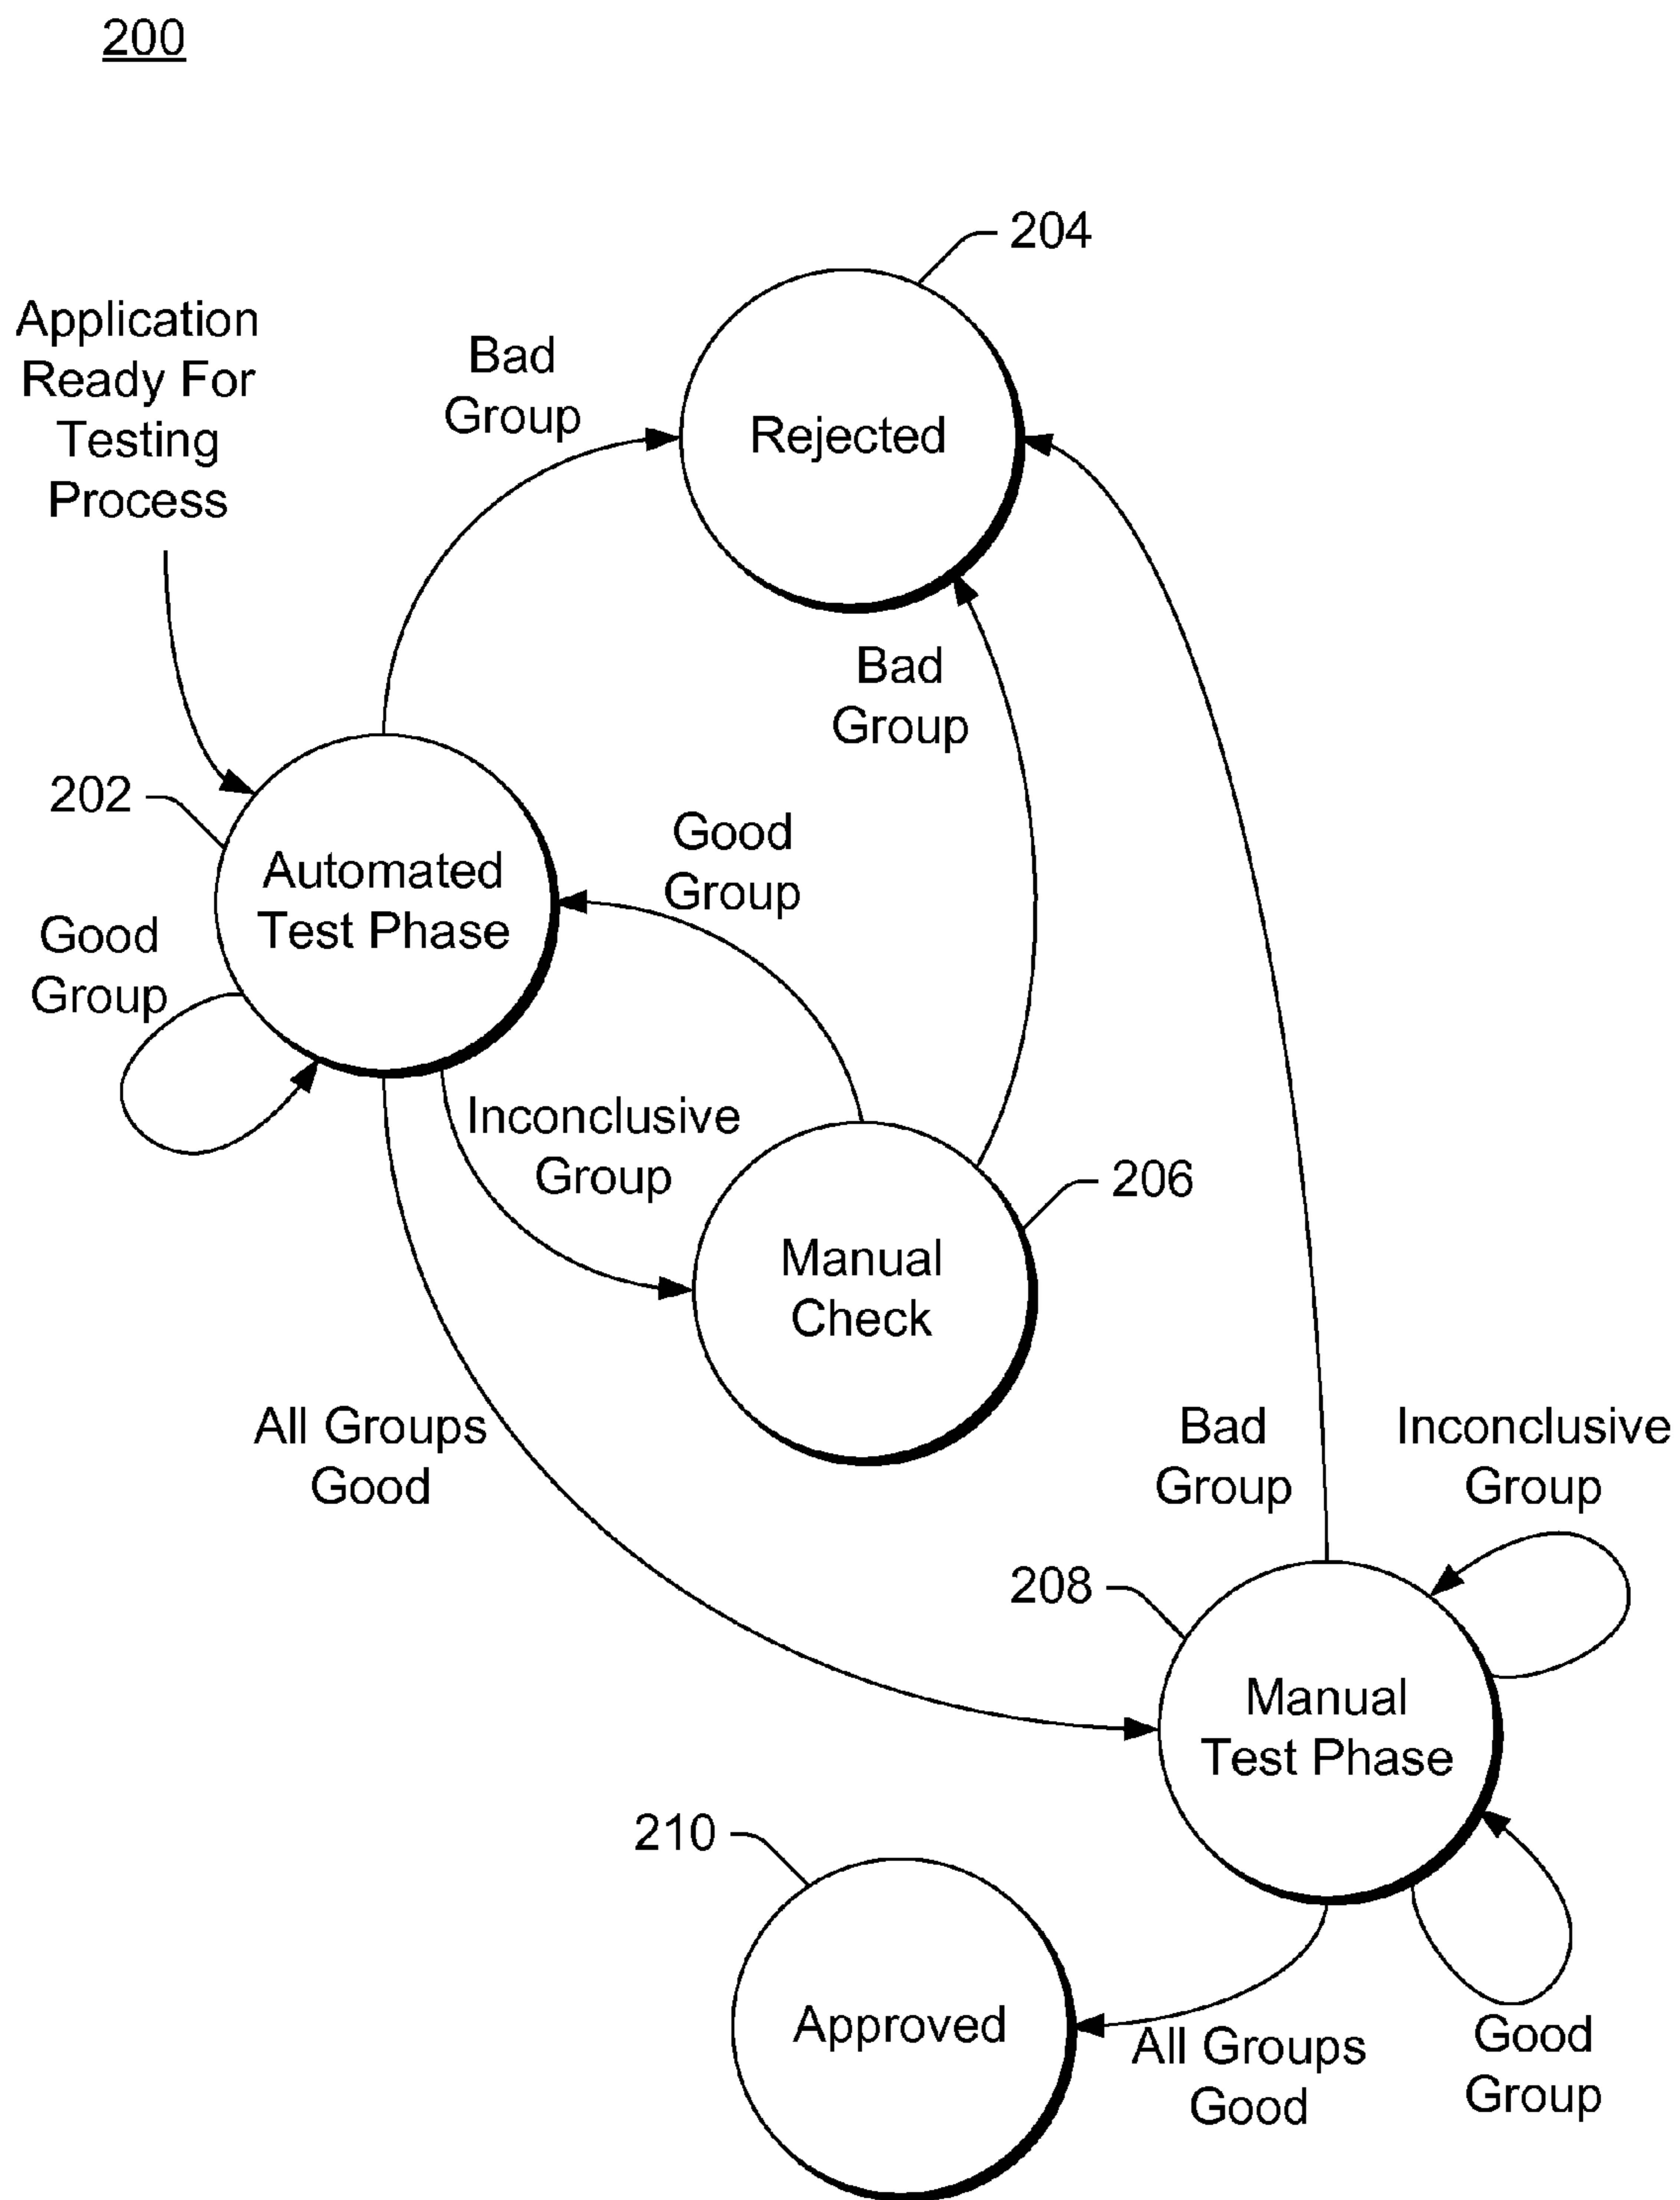 200
204
Application
Ready For
Testing
Process
Bad
Group
Rejected
Bad
Group
202
Automated
Test Phase
Good
Group
Good
Group
Inconclusive
Group
206
Manual
Check
All Groups
Good
Bad
Group
Inconclusive
Group
208
Manual
Test Phase
210
Approved
All Groups
Good
Good
Group